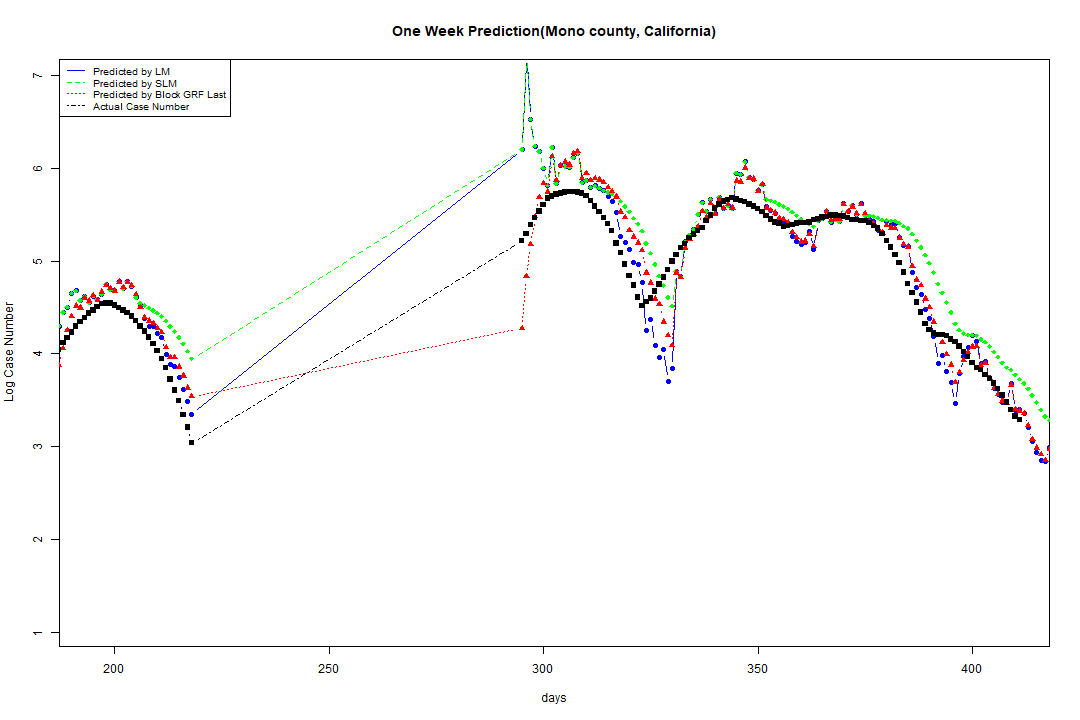 One Week Prediction(Mono county, California)
Predicted by LM
Predicted by SLM
Predicted by Block GRF Last
Actual Case Number
7
6
5
4
3
2
1
Log Case Number
200 250 300 350 400
days